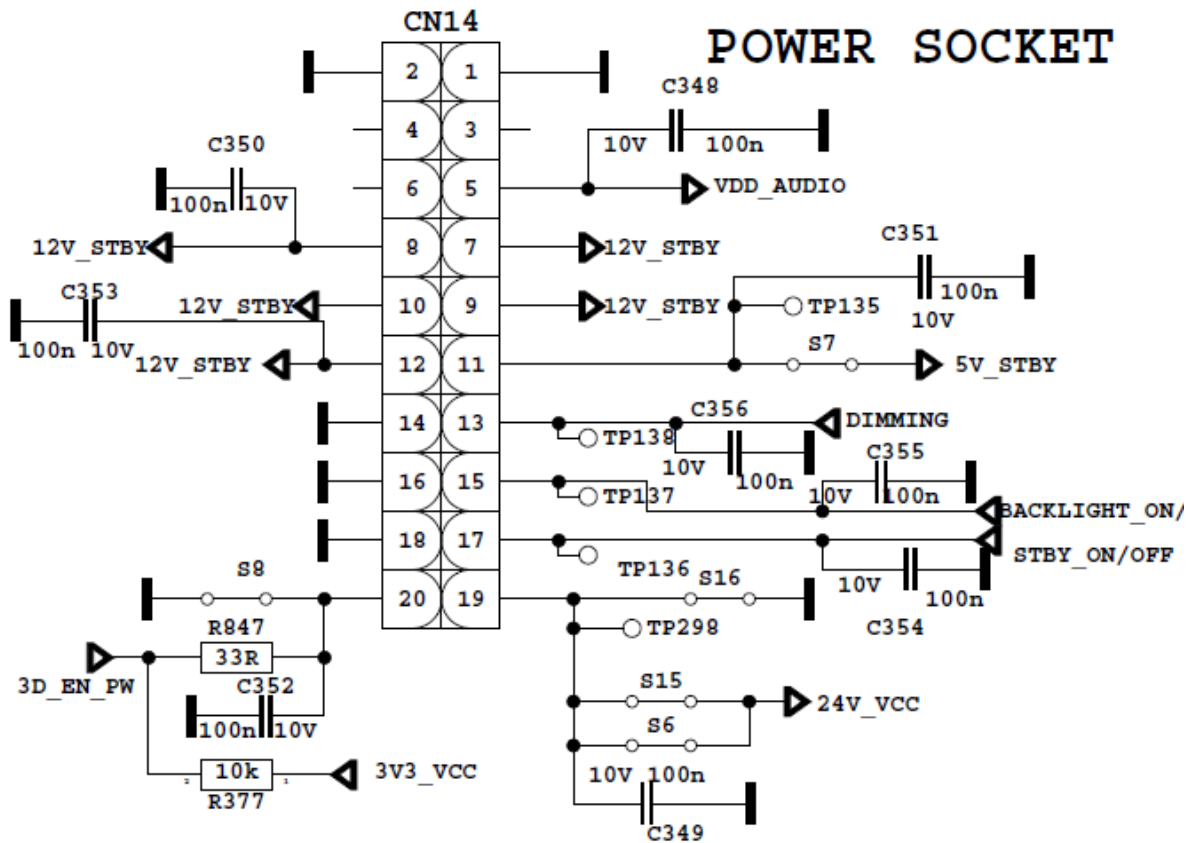 CN14
POWER SOCKET
2 1
C348
4 3
10V 100n
C350
6 5
VDD_AUDIO
100n 10V
C351
12V_STBY
8 7
12V_STBY
C353
12V_STBY
10 9
12V_STBY
TP135
100n
10V
100n 10V
12V_STBY
12 11
S7
5V_STBY
14 13
C356
DIMMING
TP138
C355
10V 100n
16 15
TP137
10V 100n
BACKLIGHT_ON/
18 17
STBY_ON/OFF
S8
TP136
S16
10V 100n
20 19
C354
R847
TP298
33R
3D_EN_PW
C352
S15
100n 10V
24V_VCC
S6
2 10k 1
3V3_VCC
10V 100n
R377
C349